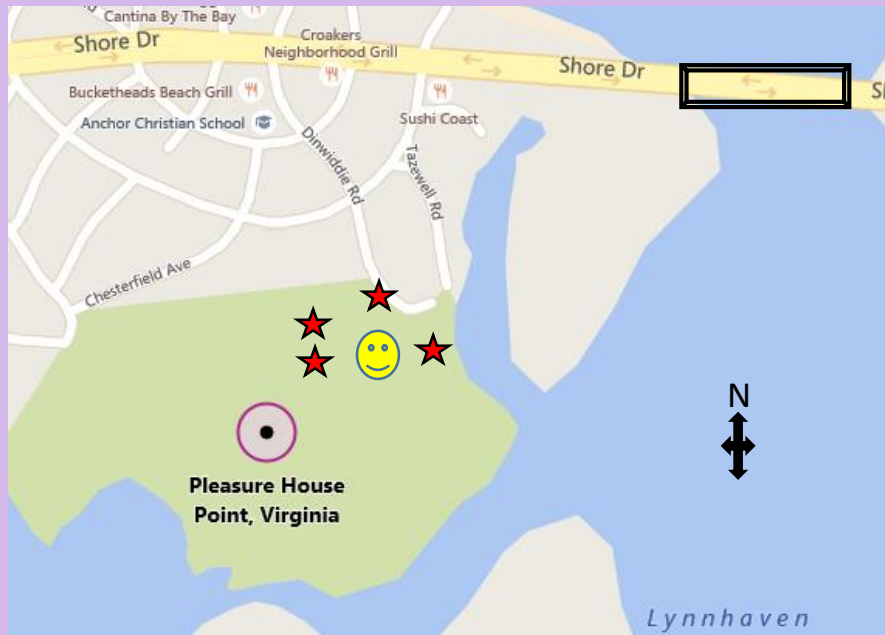 Cantina By The Bay
Croakers
Neighborhood Grill
Shore Dr
Shore Dr
Bucketheads Beach Grill
Anchor Christian School
Sushi Coast
Dinwiddie Rd
Tazewell Rd
Chesterfield Ave
N
Pleasure House
Point, Virginia
Lynnhaven